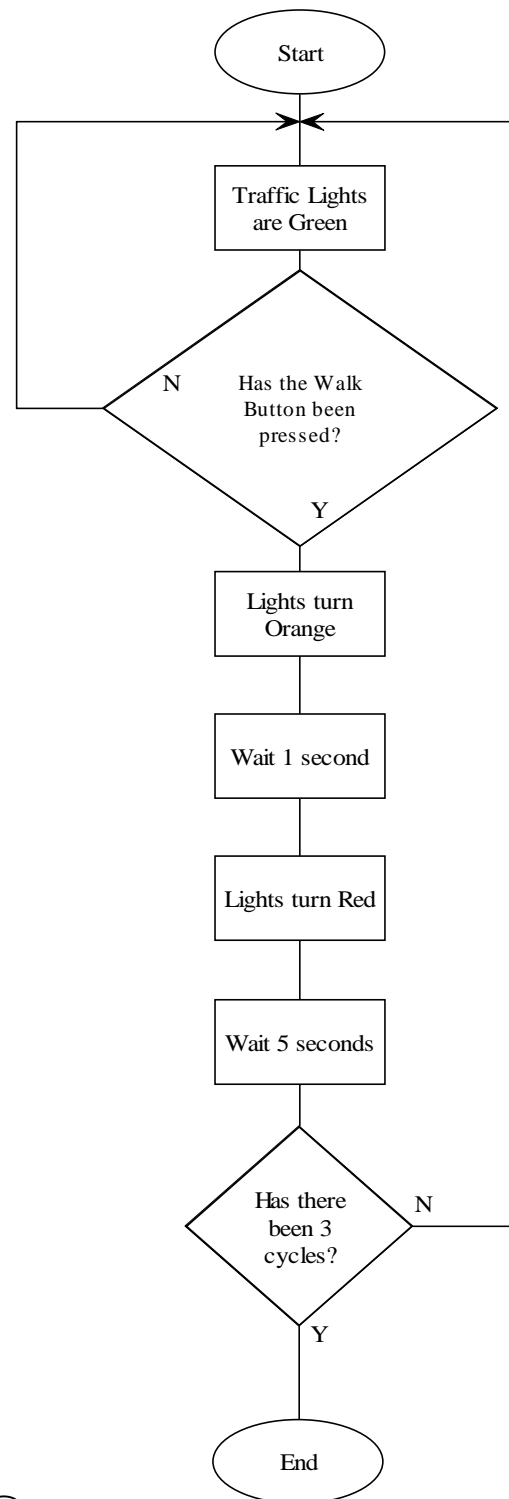 Start
Traffic Lights
are Green
N
Has the Walk
Button been
pressed?
Y
Lights turn
Orange
Wait 1 second
Lights turn Red
Wait 5 seconds
Has there
been 3
cycles?
N
Y
End